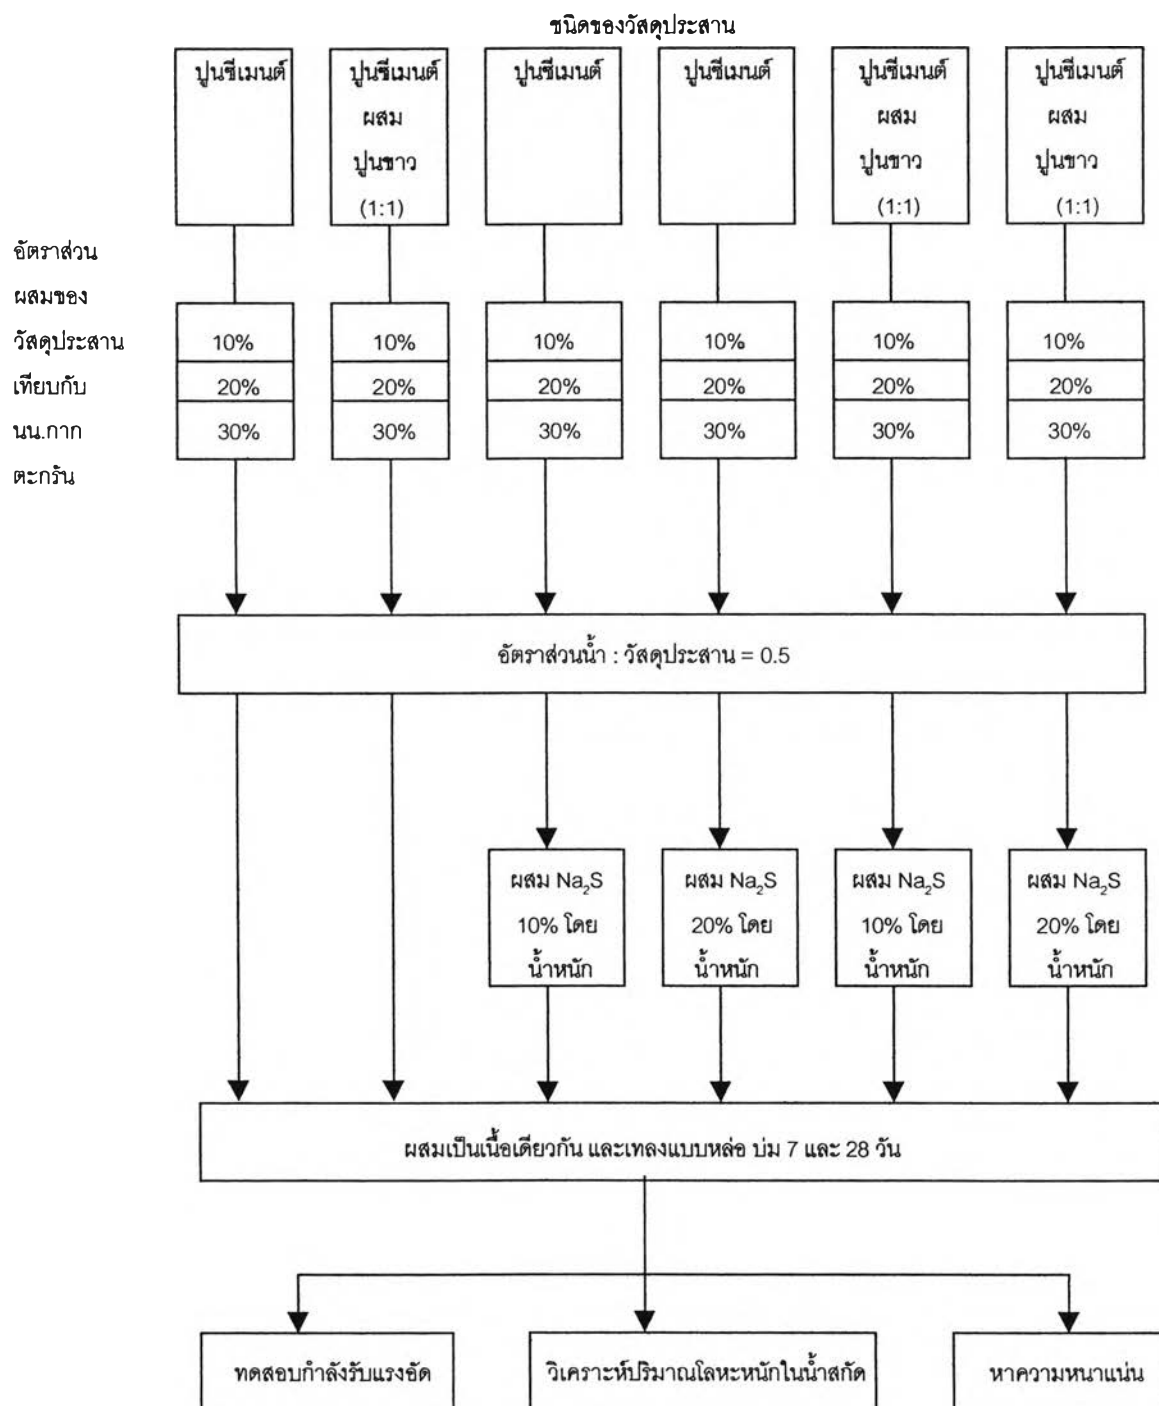 ชนิดของวัสดุประสาน
ปูนซีเมนต์ ปูนซีเมนต์ ปูนซีเมนต์ ปูนซีเมนต์ ปูนซีเมนต์ ปูนซีเมนต์
ผสม ผสม ผสม
ปูนขาว ปูนขาว ปูนขาว
(1:1) (1:1) (1:1)
อัตราส่วน
ผสมของ
วัสดุประสาน 10% 10% 10% 10% 10% 10%
เทียบกับ 20% 20% 20% 20% 20% 20%
นน.กาก 30% 30% 30% 30% 30% 30%
ตะกรัน
อัตราส่วนน้ำ : วัสดุประสาน = 0.5
ผสม Na₂S ผสม Na₂S ผสม Na₂S ผสม Na₂S
10% โดย 20% โดย 10% โดย 20% โดย
น้ำหนัก น้ำหนัก น้ำหนัก น้ำหนัก
ผสมเป็นเนื้อเดียวกัน และเทลงแบบหล่อ บ่ม 7 และ 28 วัน
ทดสอบกำลังรับแรงอัด วิเคราะห์ปริมาณโลหะหนักในน้ำสกัด หาความหนาแน่น